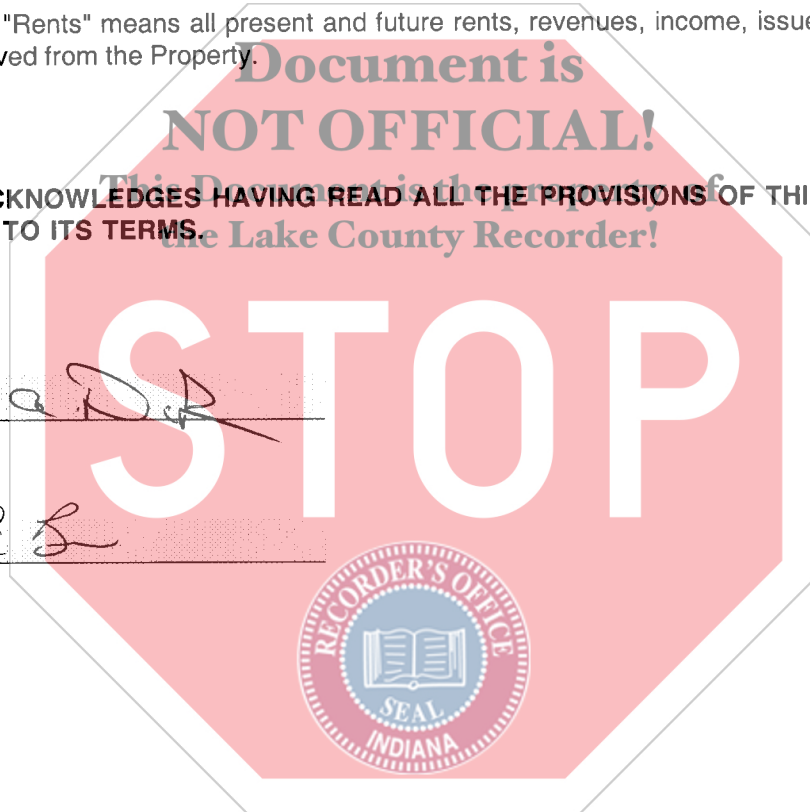 "Rents" means all present and future rents, revenues, income, issue
ved from the Property.
Document is
NOT OFFICIAL!
This Document is the property of
CKNOWLEDGES HAVING READ ALL THE PROVISIONS OF THI
TO ITS TERMS.
the Lake County Recorder!
STOP
RECORDER'S OFFICE
SEAL
INDIANA